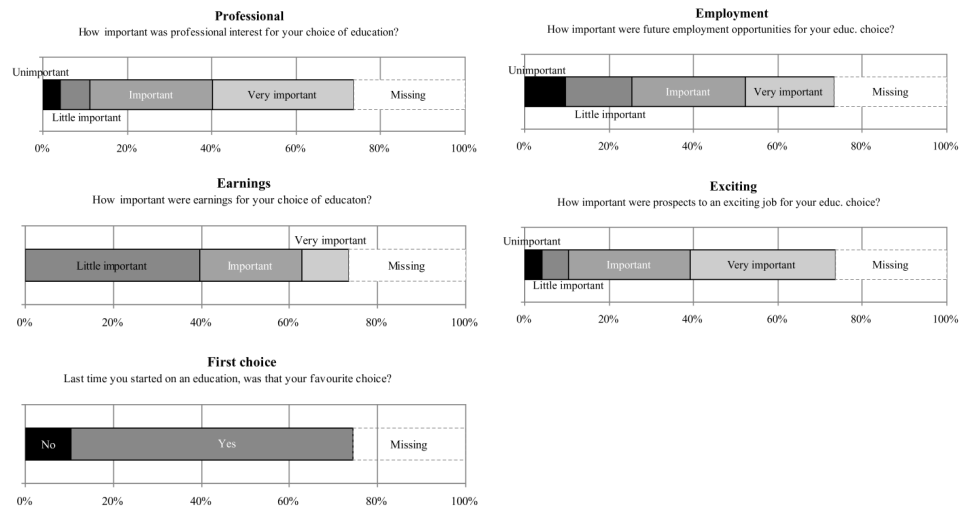 Professional
How important was professional interest for your choice of education?
Unimportant
Important
Very important
Missing
Little important
0% 20% 40% 60% 80% 100%
Employment
How important were future employment opportunities for your educ. choice?
Unimportant
Important
Very important
Missing
Little important
0% 20% 40% 60% 80% 100%
Earnings
How important were earnings for your choice of educaton?
Very important
Little important
Important
Missing
0% 20% 40% 60% 80% 100%
Exciting
How important were prospects to an exciting job for your educ. choice?
Unimportant
Important
Very important
Missing
Little important
0% 20% 40% 60% 80% 100%
First choice
Last time you started on an education, was that your favourite choice?
No
Yes
Missing
0% 20% 40% 60% 80% 100%